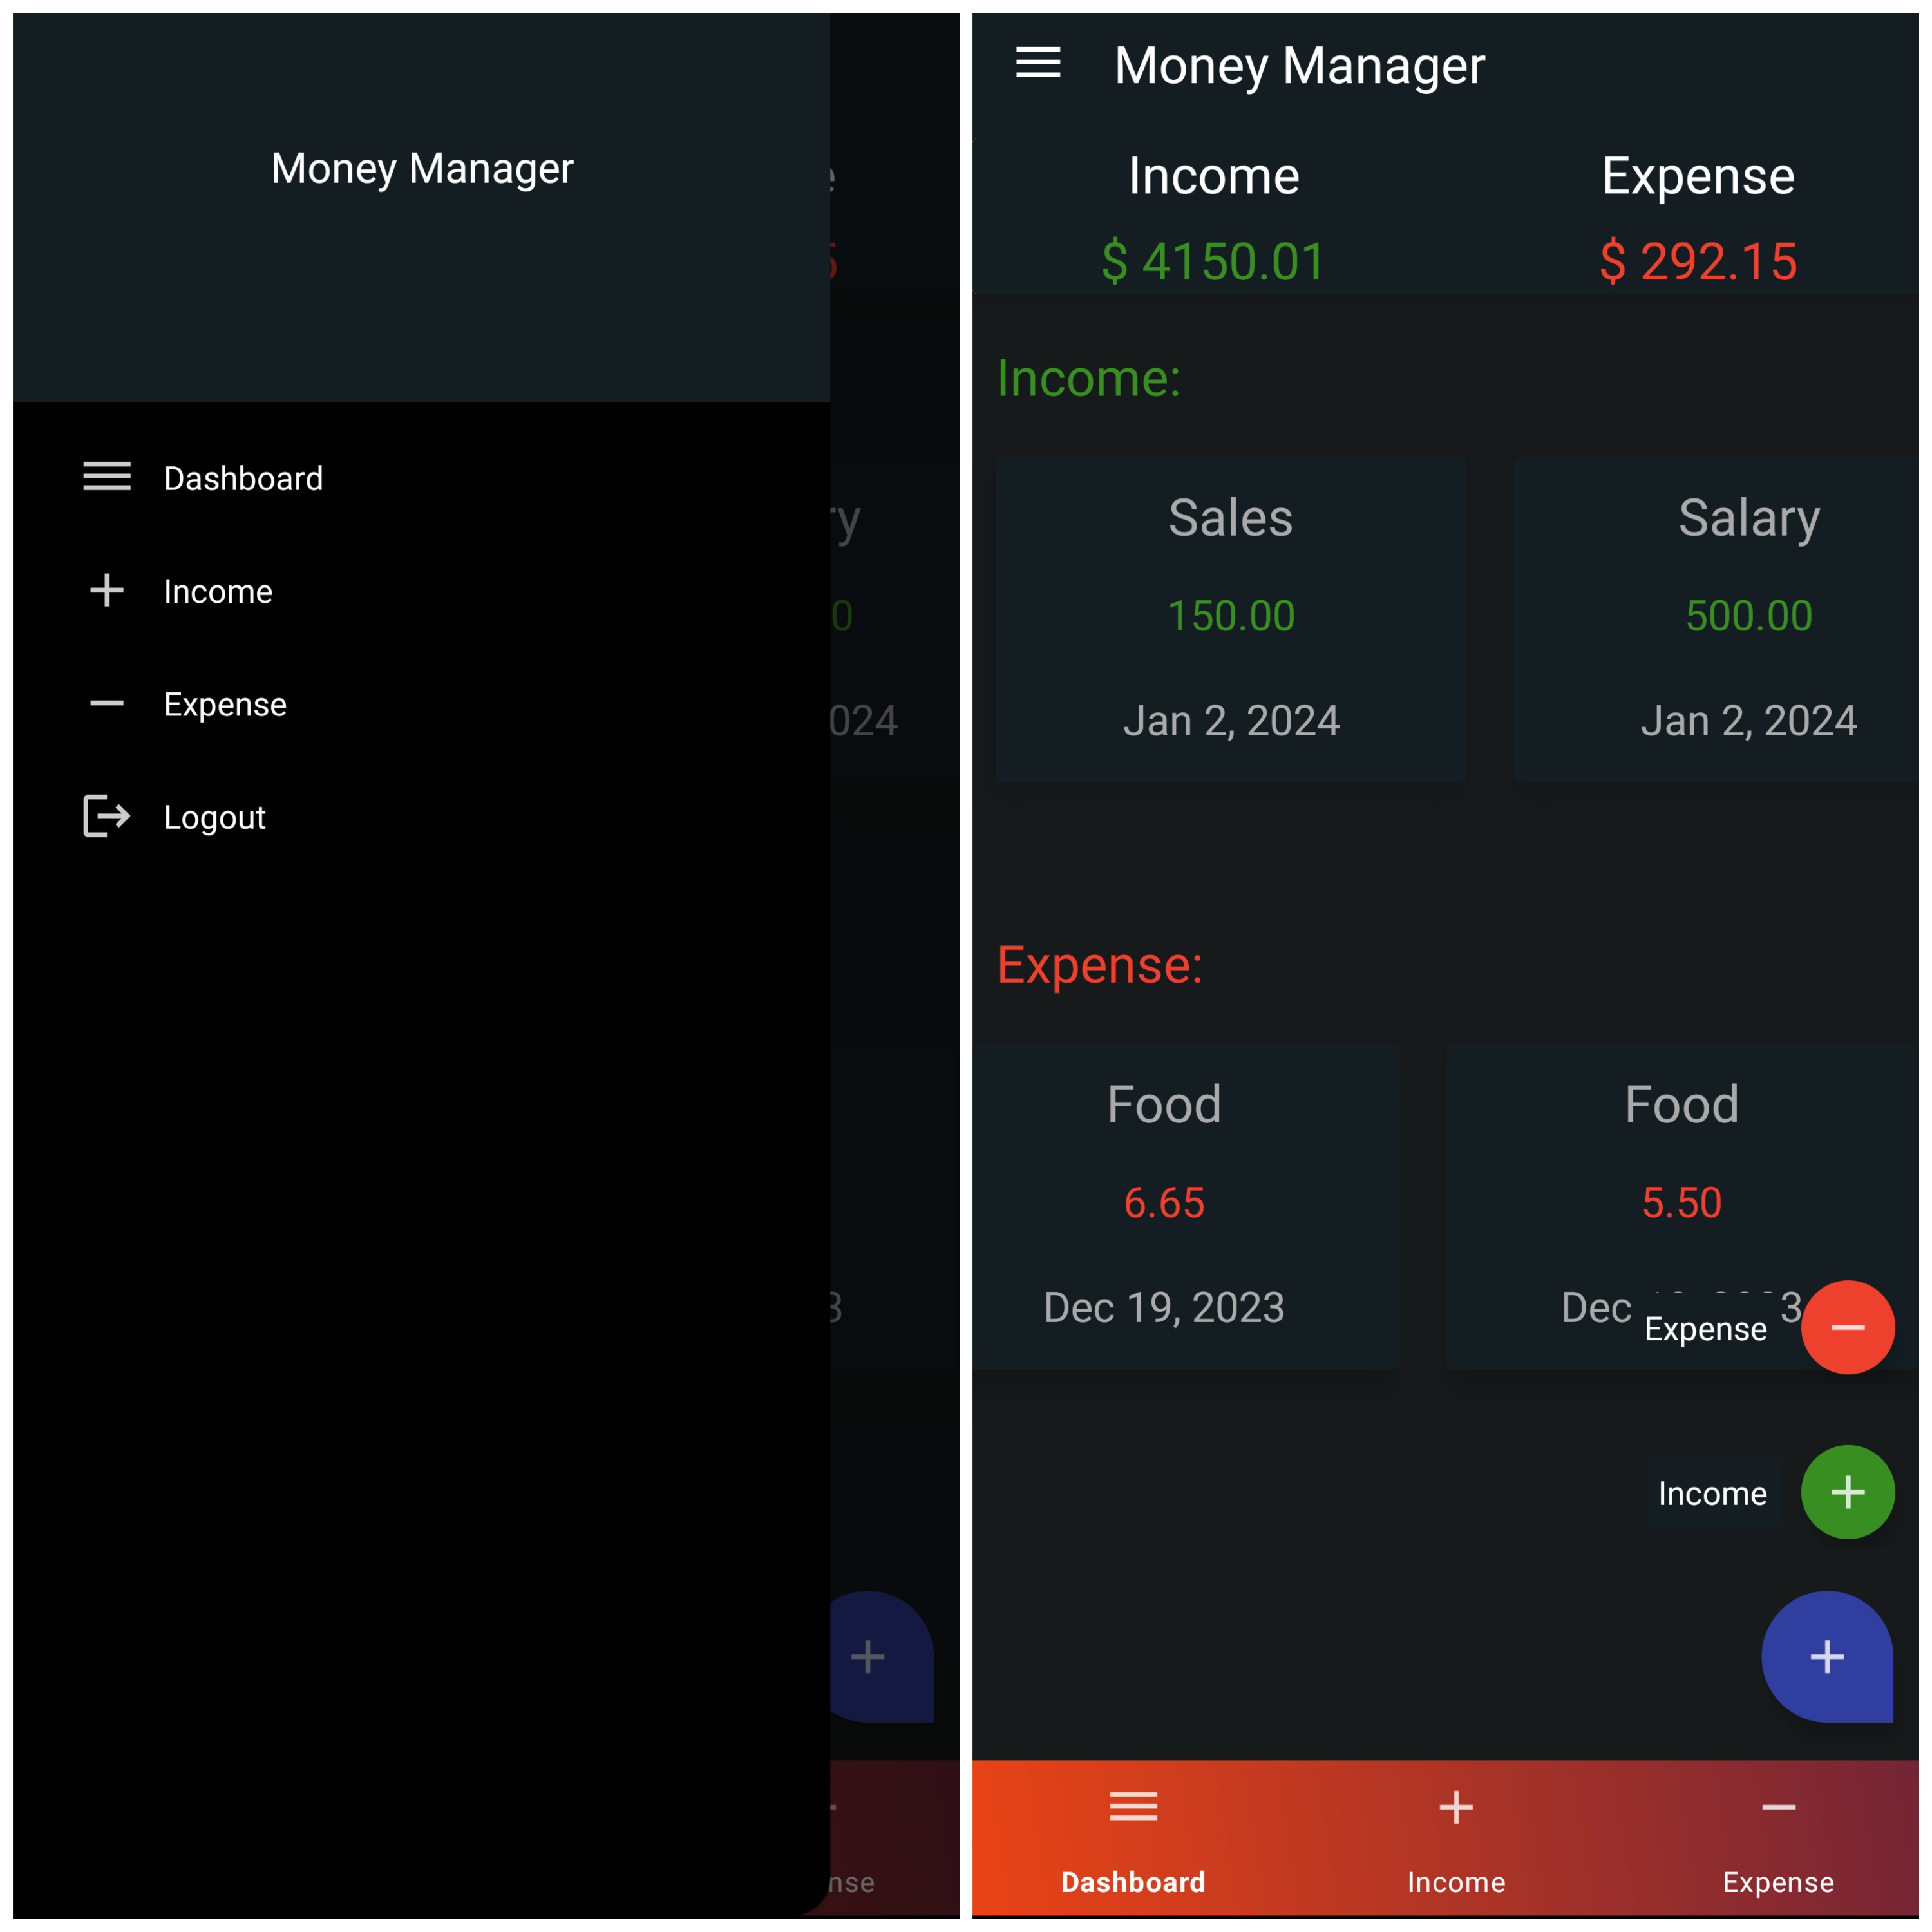 Money Manager
Dashboard
Income
Expense
Logout
Money Manager
Income
Expense
$ 4150.01
$ 292.15
Income:
Sales
Salary
150.00
500.00
Jan 2, 2024
Jan 2, 2024
Expense:
Food
Food
6.65
5.50
Dec 19, 2023
Dec
Expense
Income
Dashboard
Income
Expense